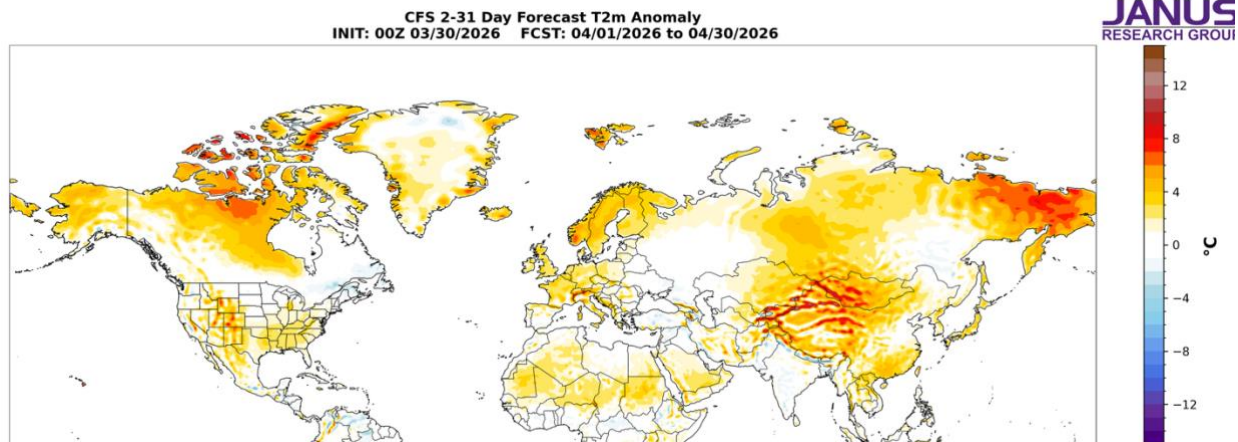 CFS 2-31 Day Forecast T2m Anomaly
INIT: 00Z 03/30/2026 FCST: 04/01/2026 to 04/30/2026
JANUS
RESEARCH GROUP
12
8
4
0
−4
−8
−12
°C